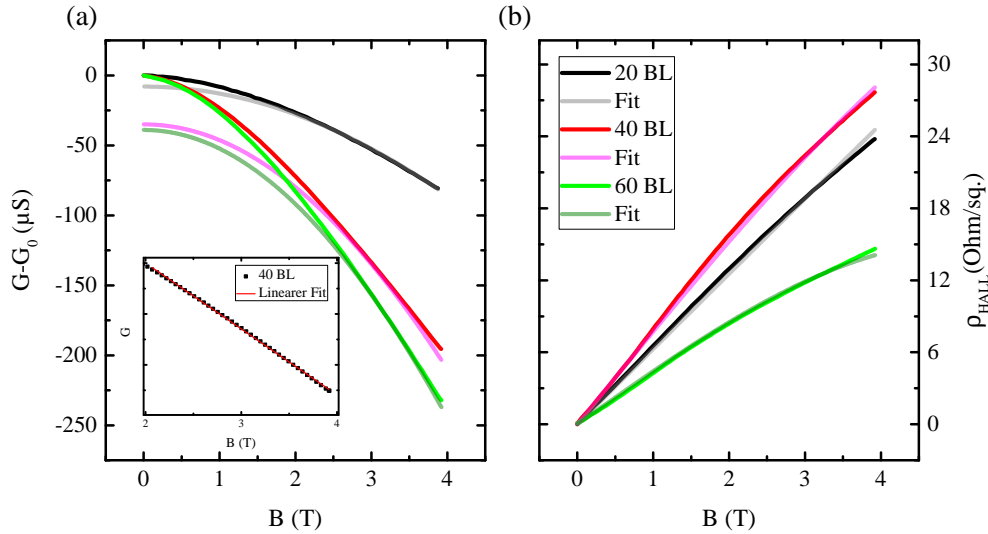 (a)
(b)
0
-50
-100
-150
-200
-250
G-G0 (μS)
0 1 2 3 4
B (T)
40 BL
Linearer Fit
G
2 3 4
B (T)
20 BL
Fit
40 BL
Fit
60 BL
Fit
30
24
18
12
6
0
ρHALL(Ohm/sq.)
0 1 2 3 4
B (T)